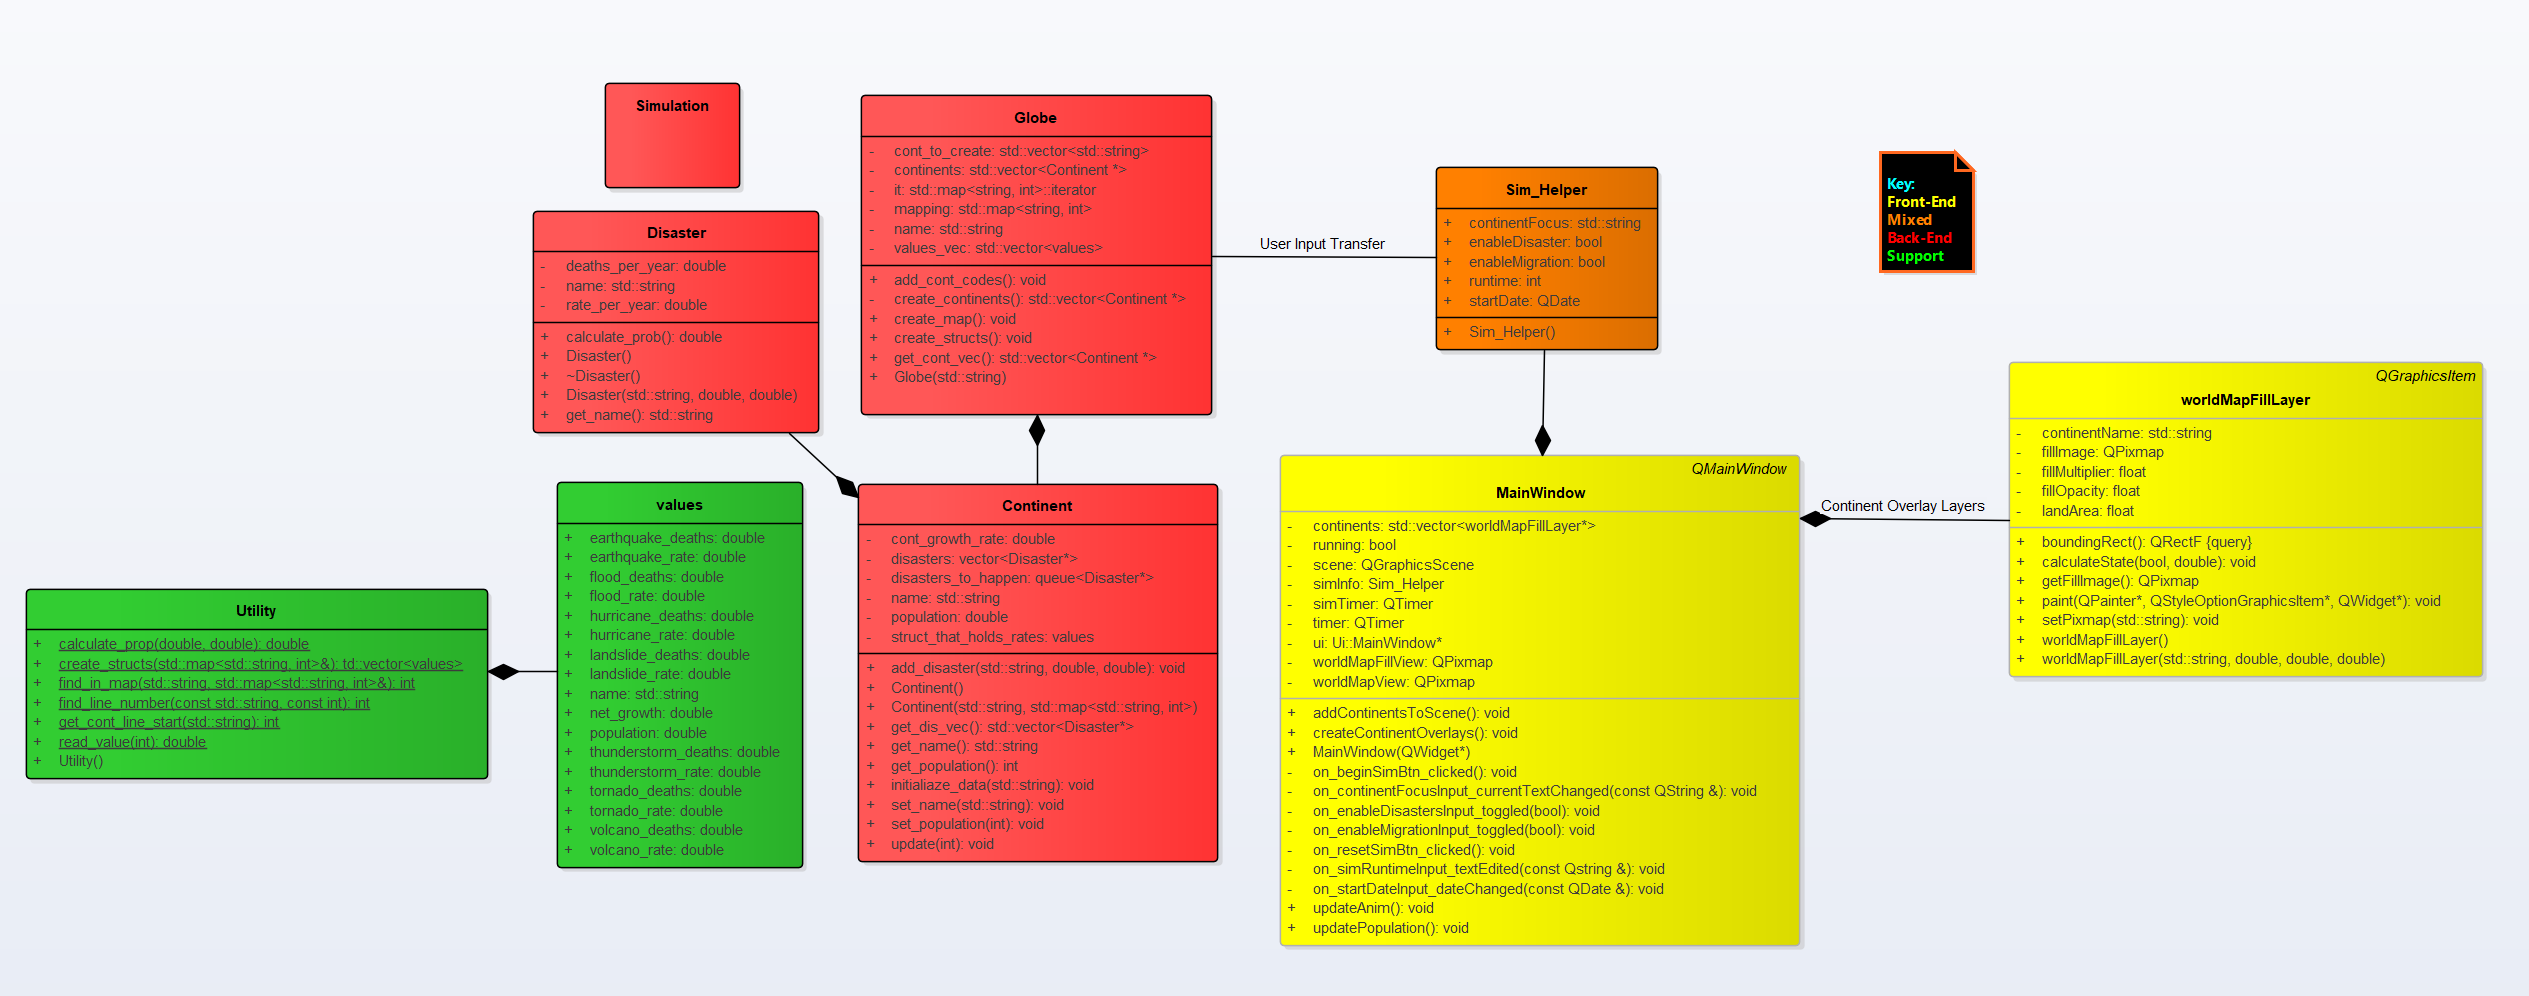 Simulation
Disaster
- deaths_per_year: double
- name: std::string
- rate_per_year: double
+ calculate_prob(): double
+ Disaster()
+ ~Disaster()
+ Disaster(std::string, double, double)
+ get_name(): std::string
Globe
- cont_to_create: std::vector<std::string>
- continents: std::vector<Continent *>
- it: std::map<string, int>::iterator
- mapping: std::map<string, int>
- name: std::string
- values_vec: std::vector<values>
+ add_cont_codes(): void
- create_continents(): std::vector<Continent *>
+ create_map(): void
+ create_structs(): void
+ get_cont_vec(): std::vector<Continent *>
+ Globe(std::string)
User Input Transfer
Sim_Helper
+ continentFocus: std::string
+ enableDisaster: bool
+ enableMigration: bool
+ runtime: int
+ startDate: QDate
+ Sim_Helper()
Key:
Front-End
Mixed
Back-End
Support
Utility
+ calculate_prop(double, double): double
+ create_structs(std::map<std::string, int>&): td::vector<values>
+ find_in_map(std::string, std::map<std::string, int>&): int
+ find_line_number(const std::string, const int): int
+ get_cont_line_start(std::string): int
+ read_value(int): double
+ Utility()
values
+ earthquake_deaths: double
+ earthquake_rate: double
+ flood_deaths: double
+ flood_rate: double
+ hurricane_deaths: double
+ hurricane_rate: double
+ landslide_deaths: double
+ landslide_rate: double
+ name: std::string
+ net_growth: double
+ population: double
+ thunderstorm_deaths: double
+ thunderstorm_rate: double
+ tornado_deaths: double
+ tornado_rate: double
+ volcano_deaths: double
+ volcano_rate: double
Continent
- cont_growth_rate: double
- disasters: vector<Disaster*>
- disasters_to_happen: queue<Disaster*>
- name: std::string
- population: double
- struct_that_holds_rates: values
+ add_disaster(std::string, double, double): void
+ Continent()
+ Continent(std::string, std::map<std::string, int>)
+ get_dis_vec(): std::vector<Disaster*>
+ get_name(): std::string
+ get_population(): int
+ initialiaze_data(std::string): void
+ set_name(std::string): void
+ set_population(int): void
+ update(int): void
QMainWindow
MainWindow
- continents: std::vector<worldMapFillLayer*>
- running: bool
- scene: QGraphicsScene
- simInfo: Sim_Helper
- simTimer: QTimer
- timer: QTimer
- ui: Ui::MainWindow*
- worldMapFillView: QPixmap
- worldMapView: QPixmap
+ addContinentsToScene(): void
+ createContinentOverlays(): void
+ MainWindow(QWidget*)
- on_beginSimBtn_clicked(): void
- on_continentFocusInput_currentTextChanged(const QString &): void
- on_enableDisastersInput_toggled(bool): void
- on_enableMigrationInput_toggled(bool): void
- on_resetSimBtn_clicked(): void
- on_simRuntimeInput_textEdited(const Qstring &): void
- on_startDateInput_dateChanged(const QDate &): void
+ updateAnim(): void
+ updatePopulation(): void
Continent Overlay Layers
QGraphicsItem
worldMapFillLayer
- continentName: std::string
- fillImage: QPixmap
- fillMultiplier: float
- fillOpacity: float
- landArea: float
+ boundingRect(): QRectF {query}
+ calculateState(bool, double): void
+ getFillImage(): QPixmap
+ paint(QPainter*, QStyleOptionGraphicsItem*, QWidget*): void
+ setPixmap(std::string): void
+ worldMapFillLayer()
+ worldMapFillLayer(std::string, double, double, double)